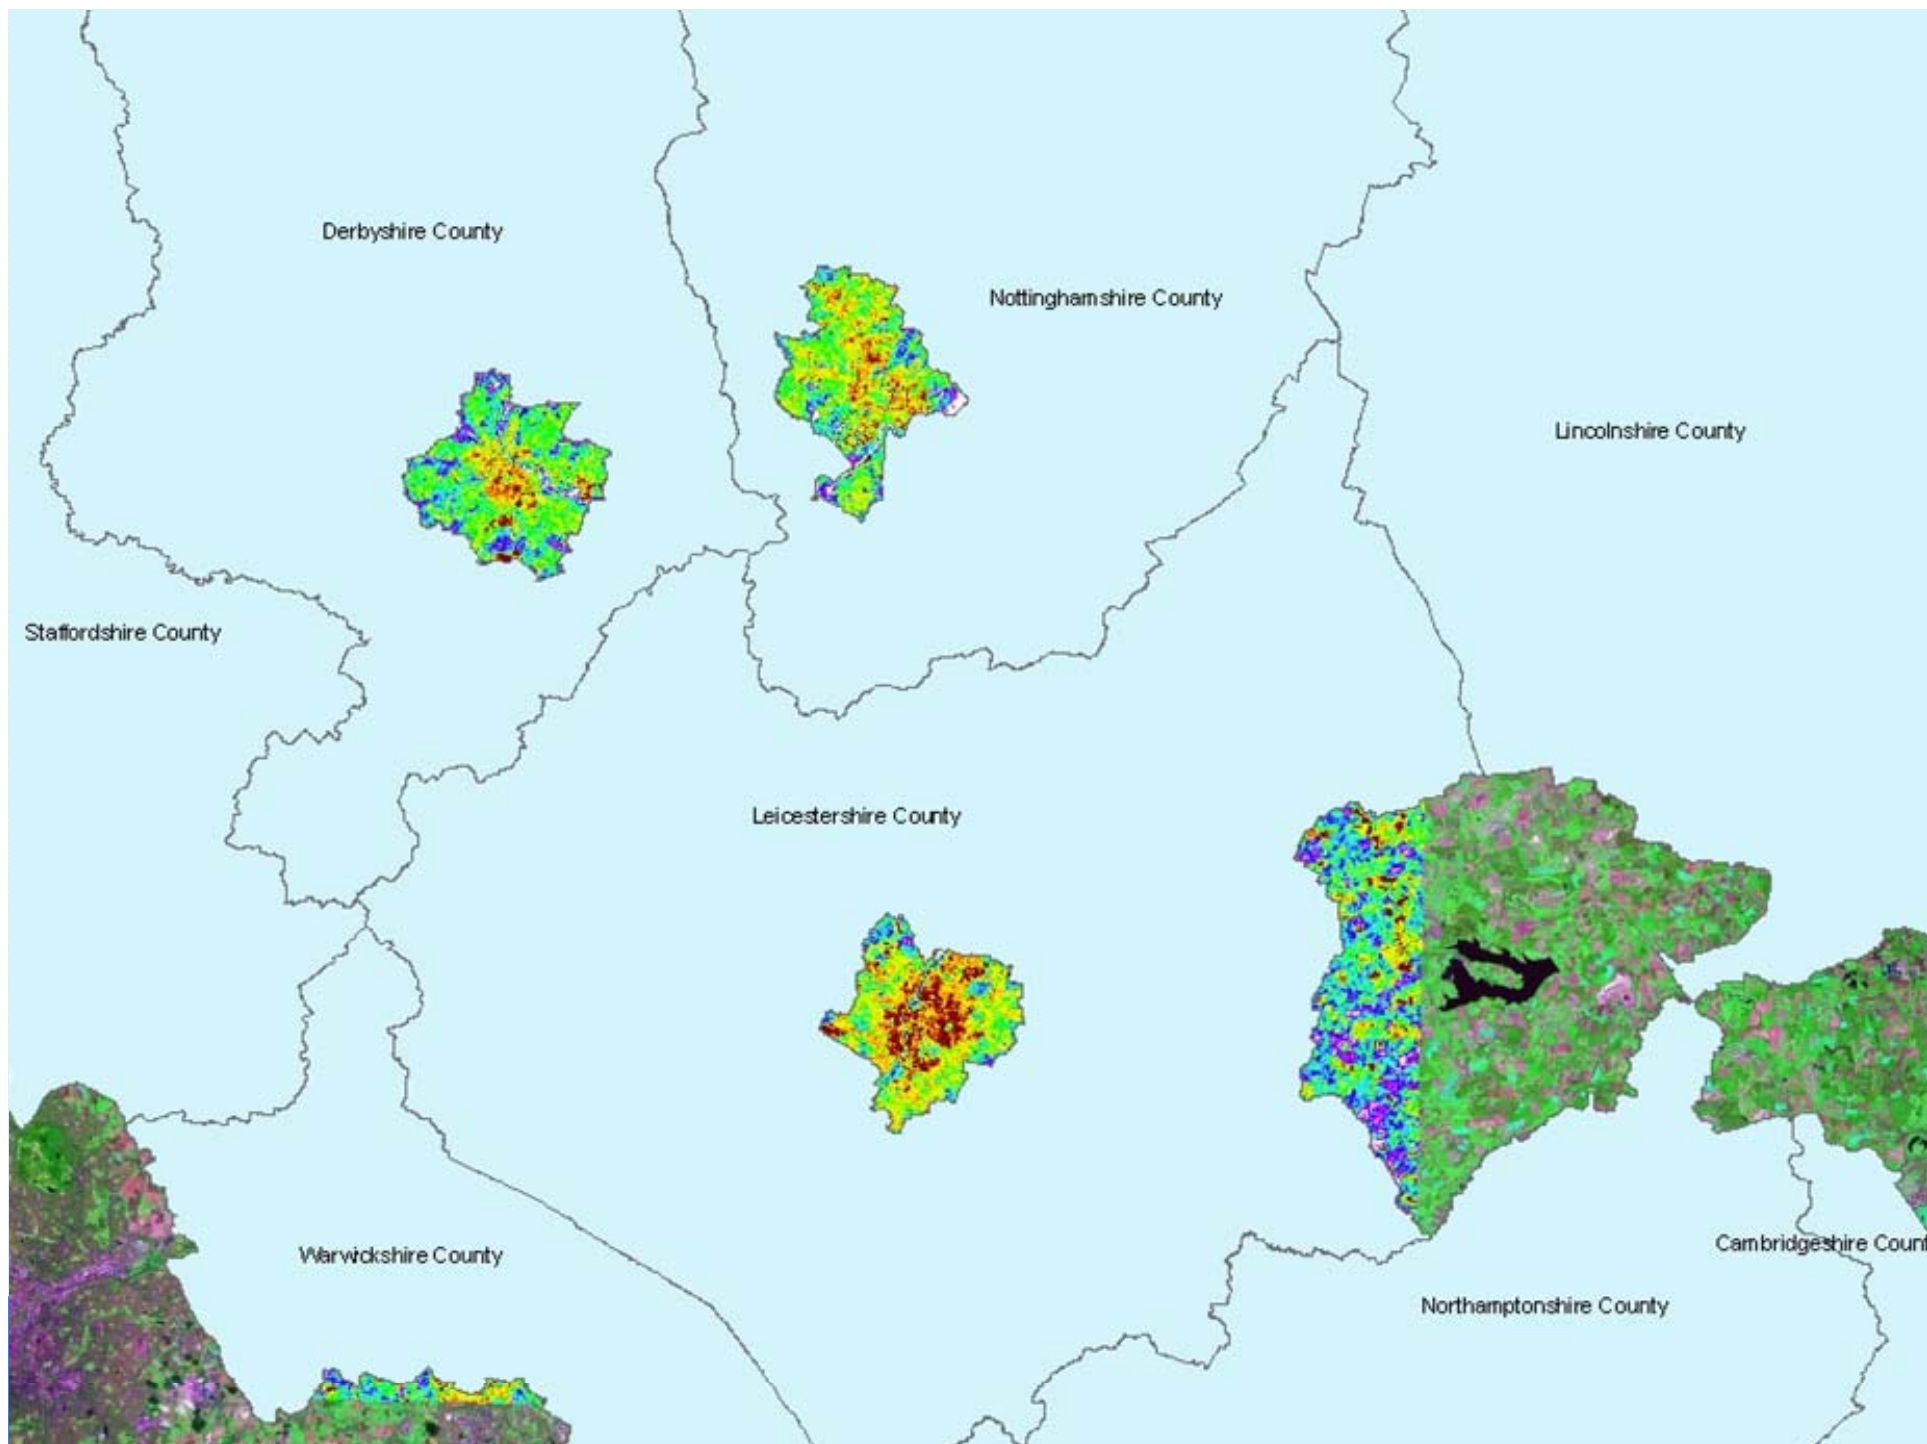 Derbyshire County
Nottinghamshire County
Lincolnshire County
Staffordshire County
Leicestershire County
Warwickshire County
Cambridgeshire Count
Northamptonshire County